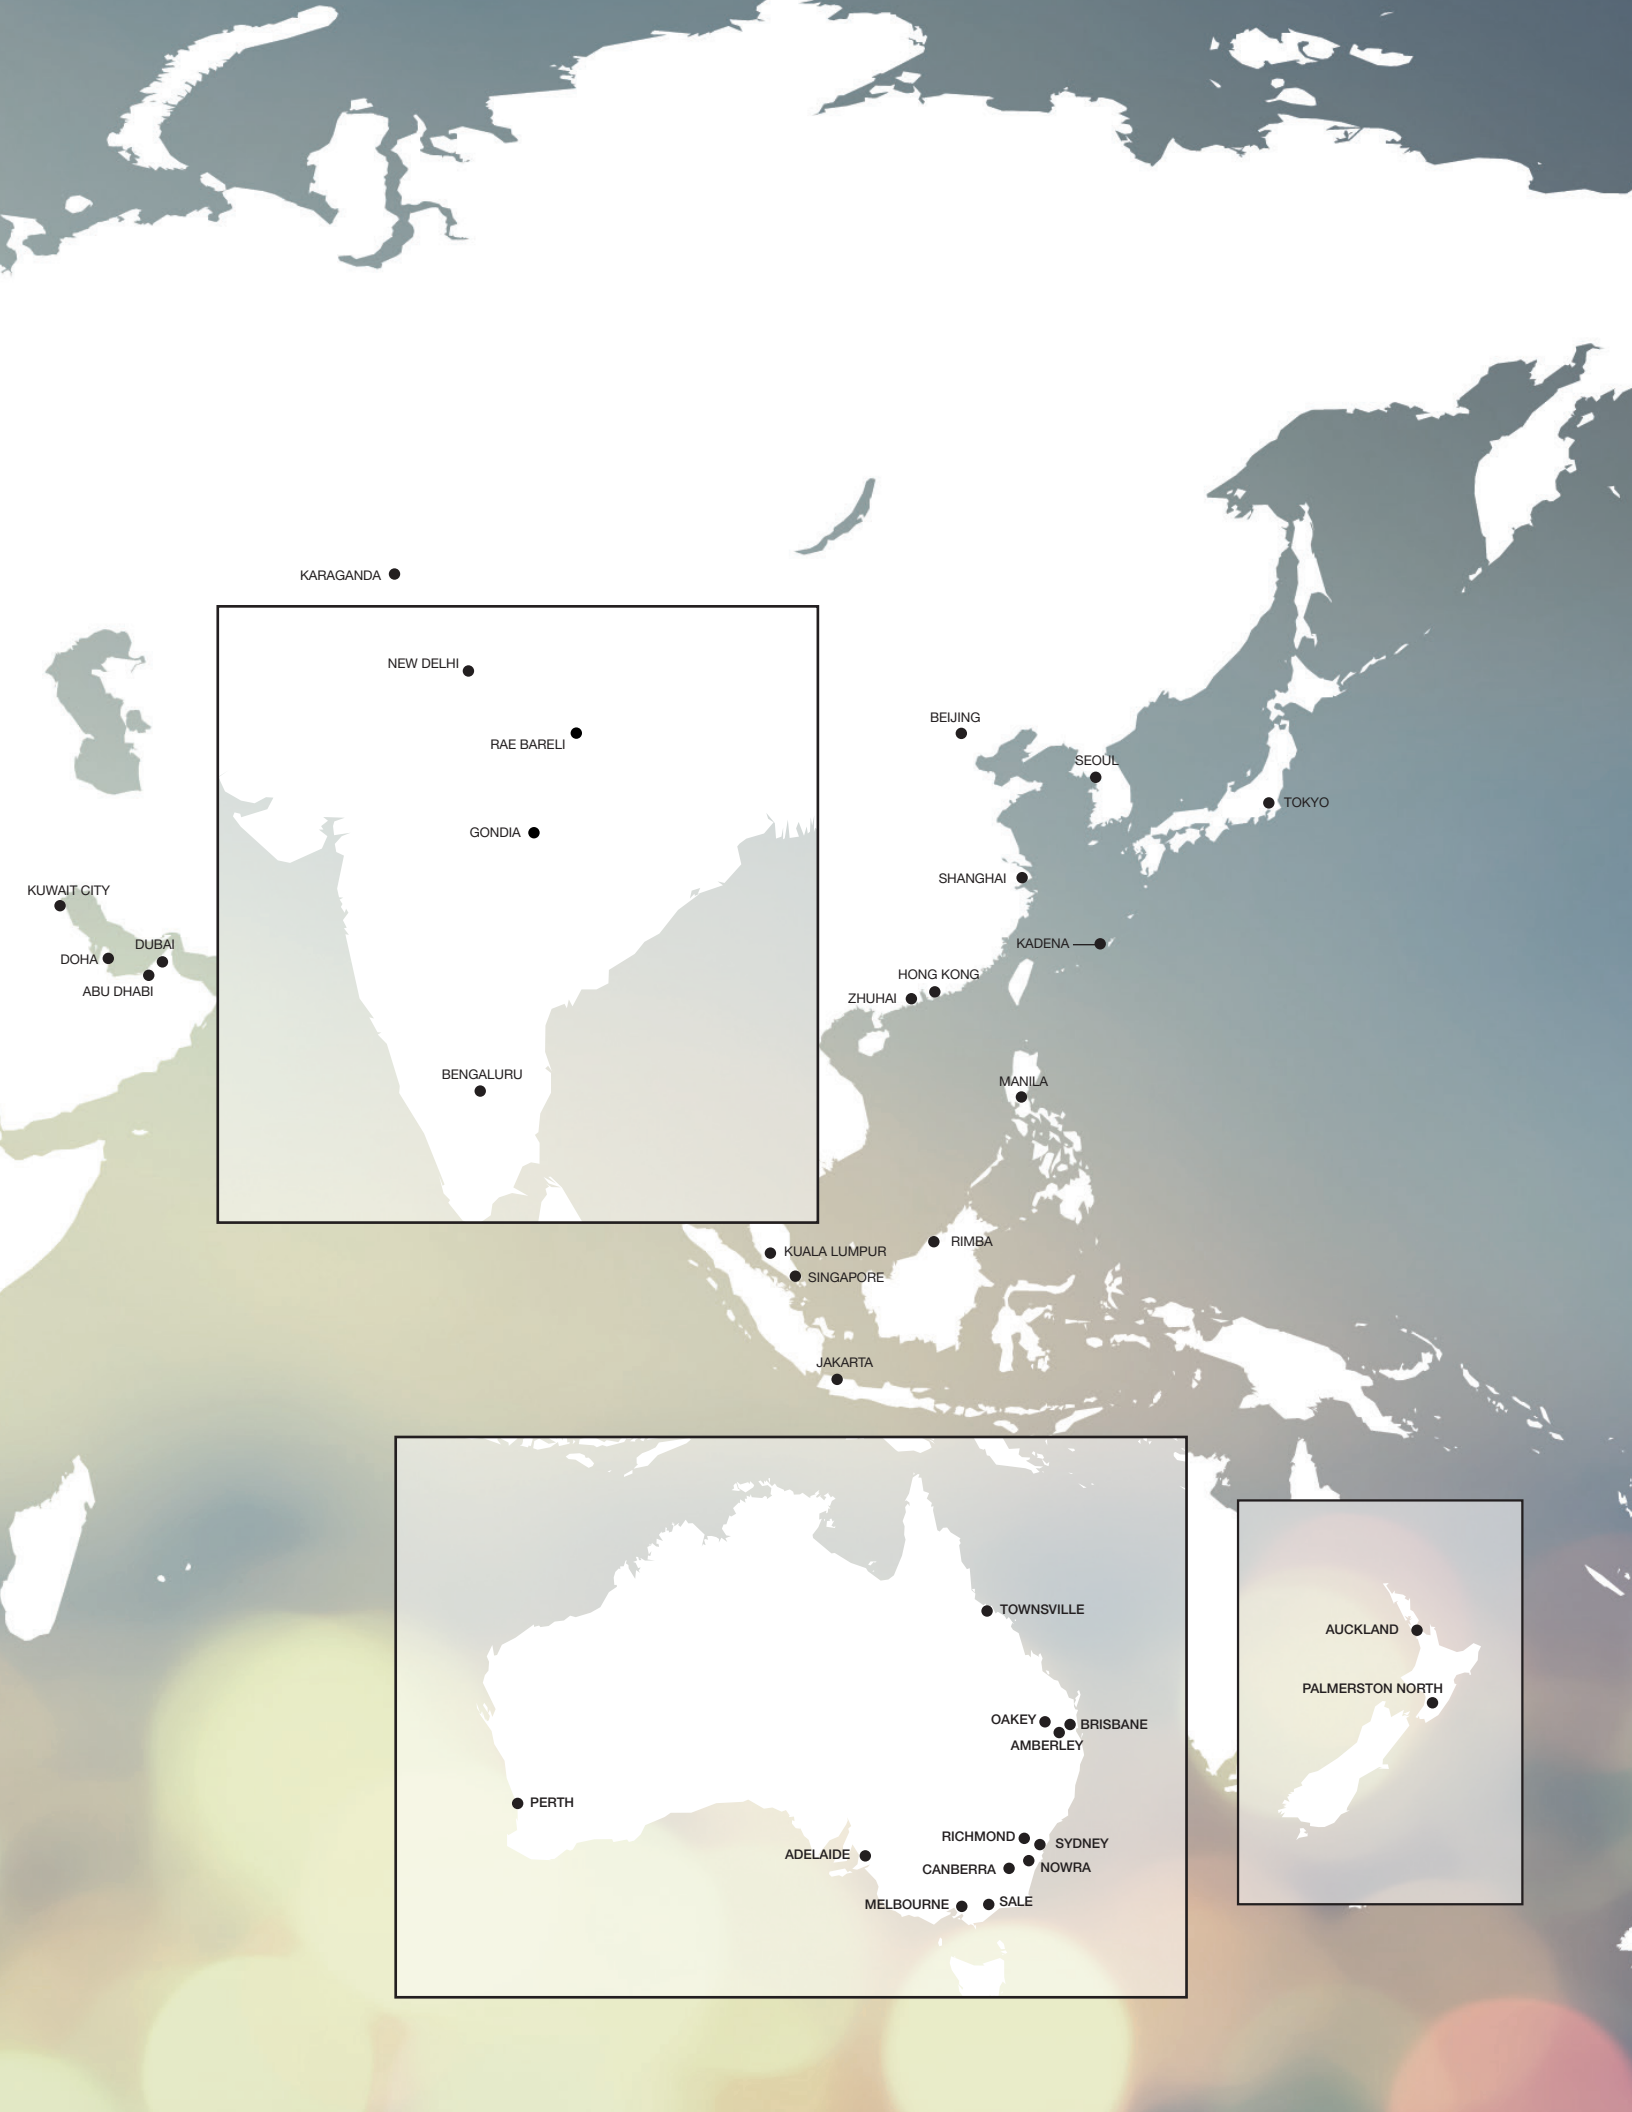 KARAGANDA
NEW DELHI
RAE BARELI
GONDIA
BENGALURU
BEIJING
SEOUL
TOKYO
SHANGHAI
KUWAIT CITY
DOHA
DUBAI
ABU DHABI
KADENA
HONG KONG
ZHUHAI
MANILA
KUALA LUMPUR
RIMBA
SINGAPORE
JAKARTA
TOWNSVILLE
OAKEY
BRISBANE
AMBERLEY
PERTH
RICHMOND
SYDNEY
ADELAIDE
CANBERRA
NOWRA
MELBOURNE
SALE
AUCKLAND
PALMERSTON NORTH